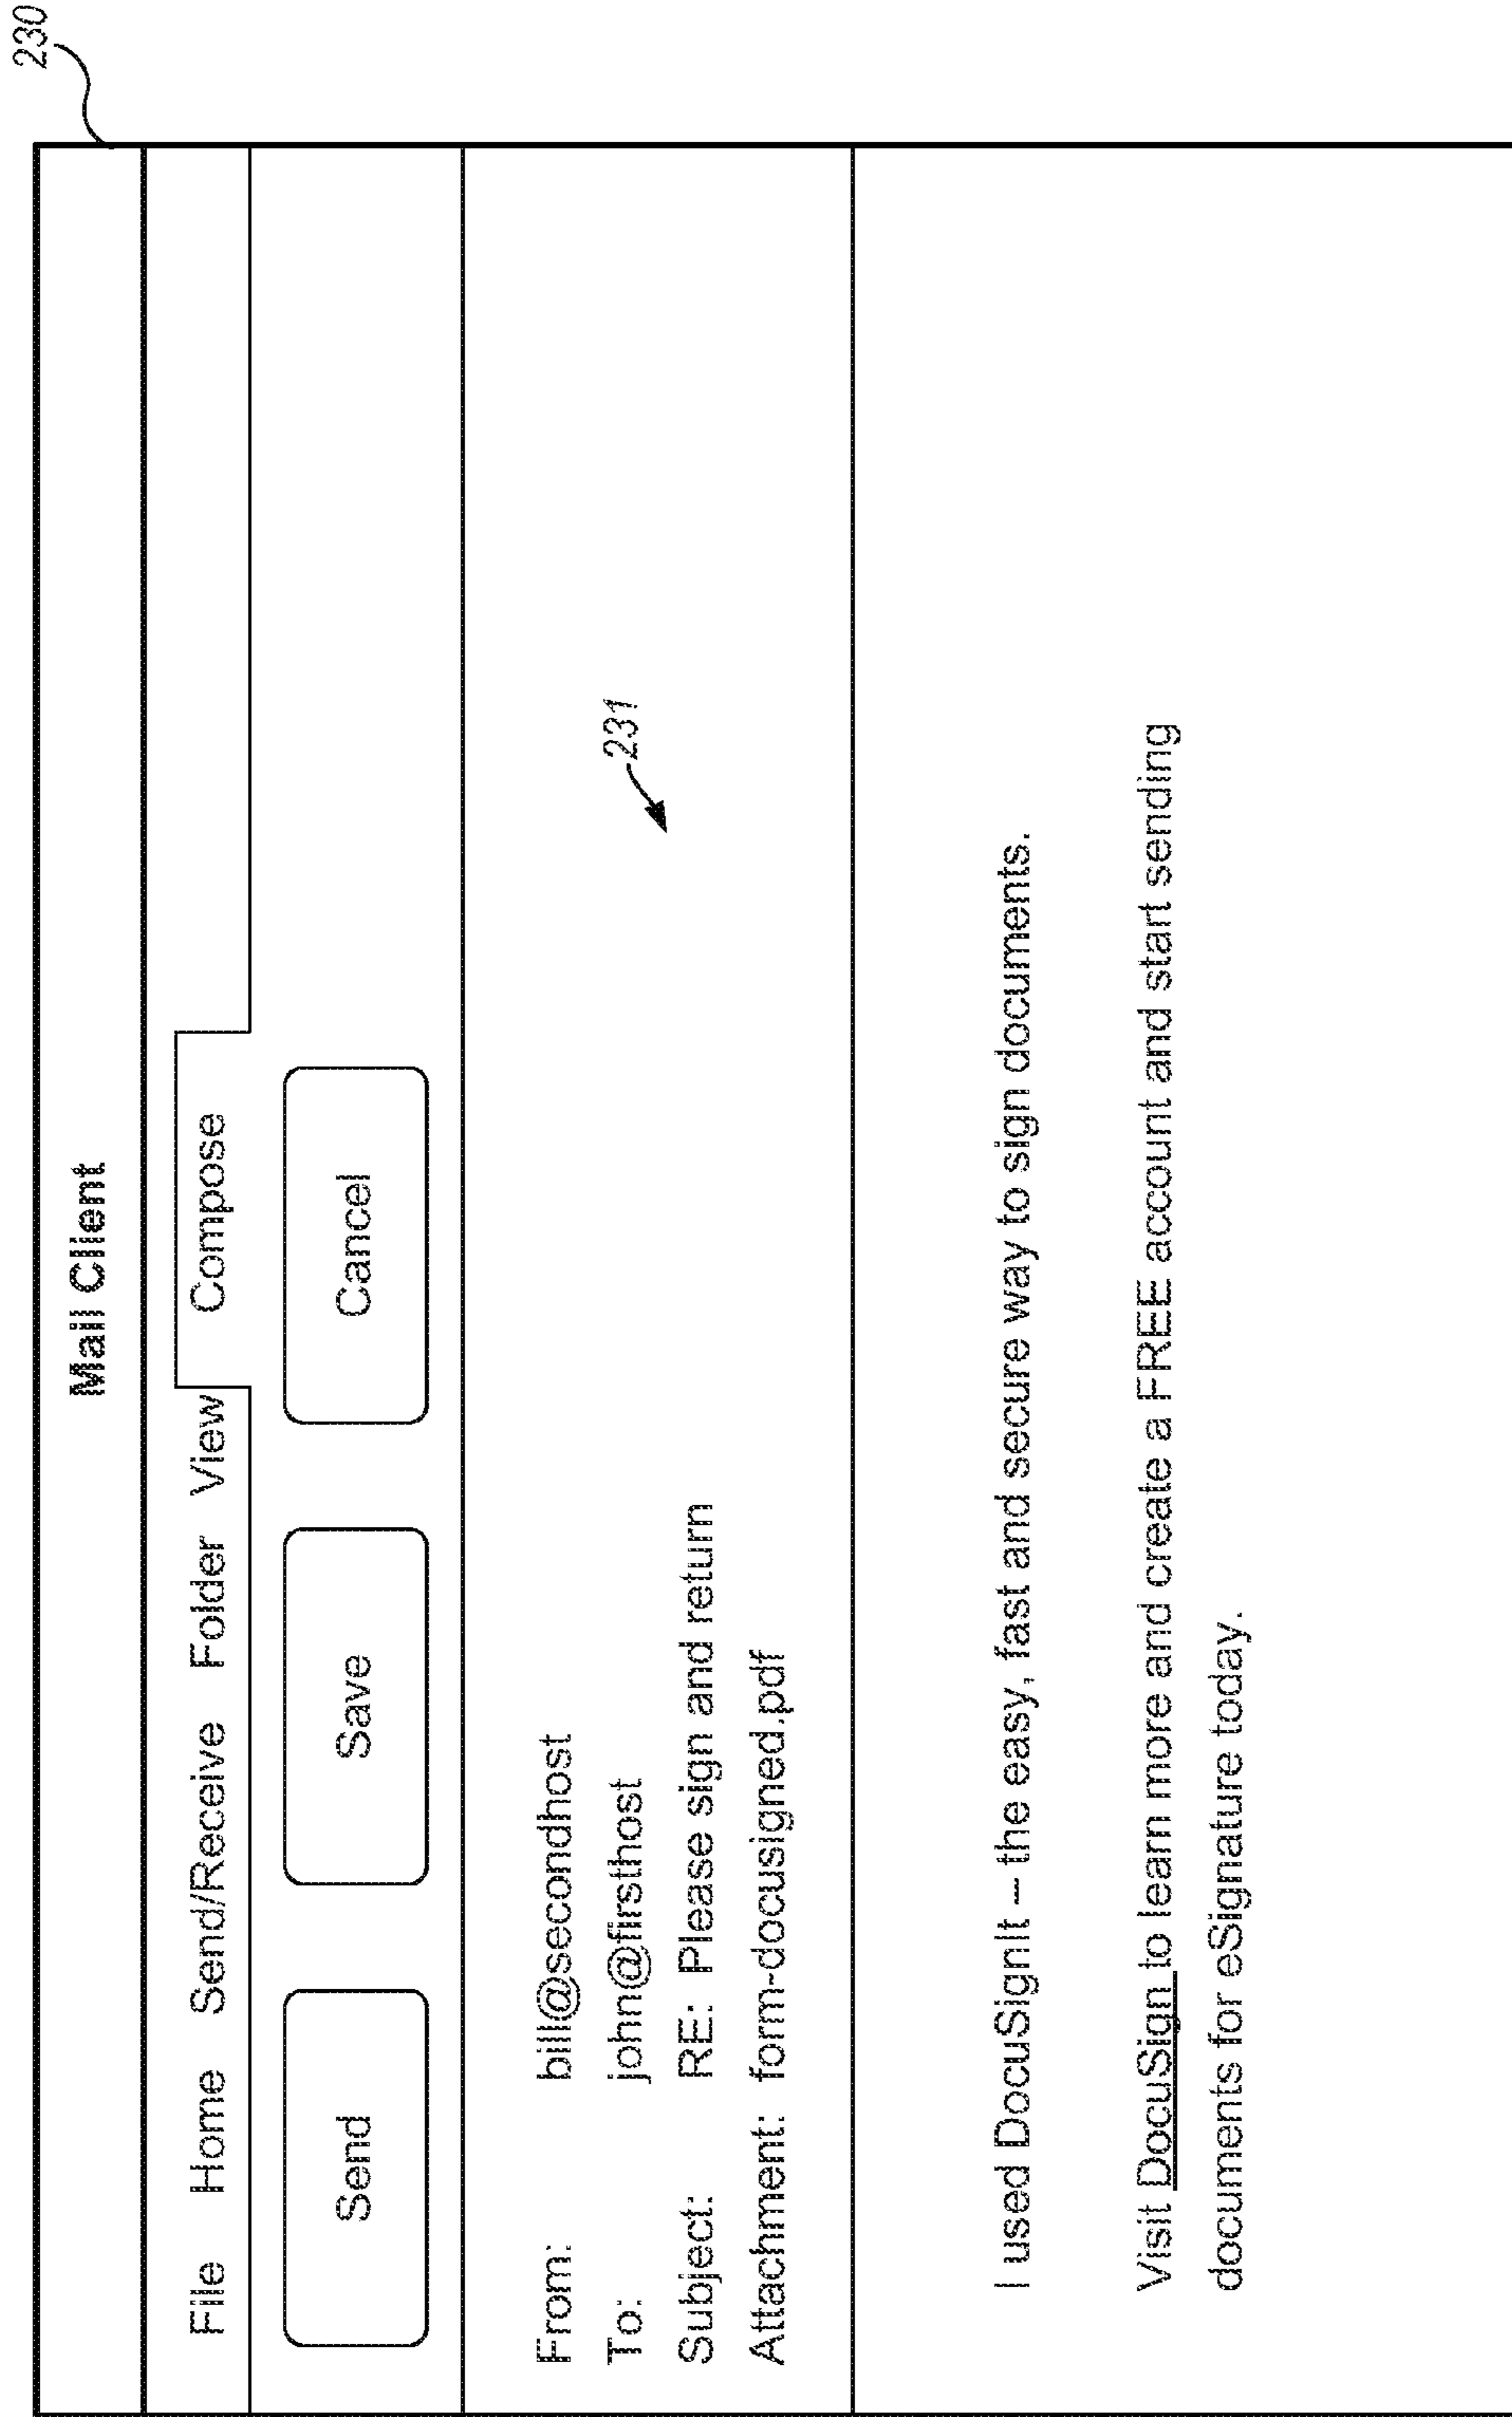 230
Mail Client
File Home Send/Receive Folder View Compose
Send Save Cancel
From: bill@secondhost
To: john@firsthost
231
Subject: RE: Please sign and return
Attachment: form-docusigned.pdf
I used DocuSignIt – the easy, fast and secure way to sign documents.
Visit DocuSign to learn more and create a FREE account and start sending
documents for eSignature today.